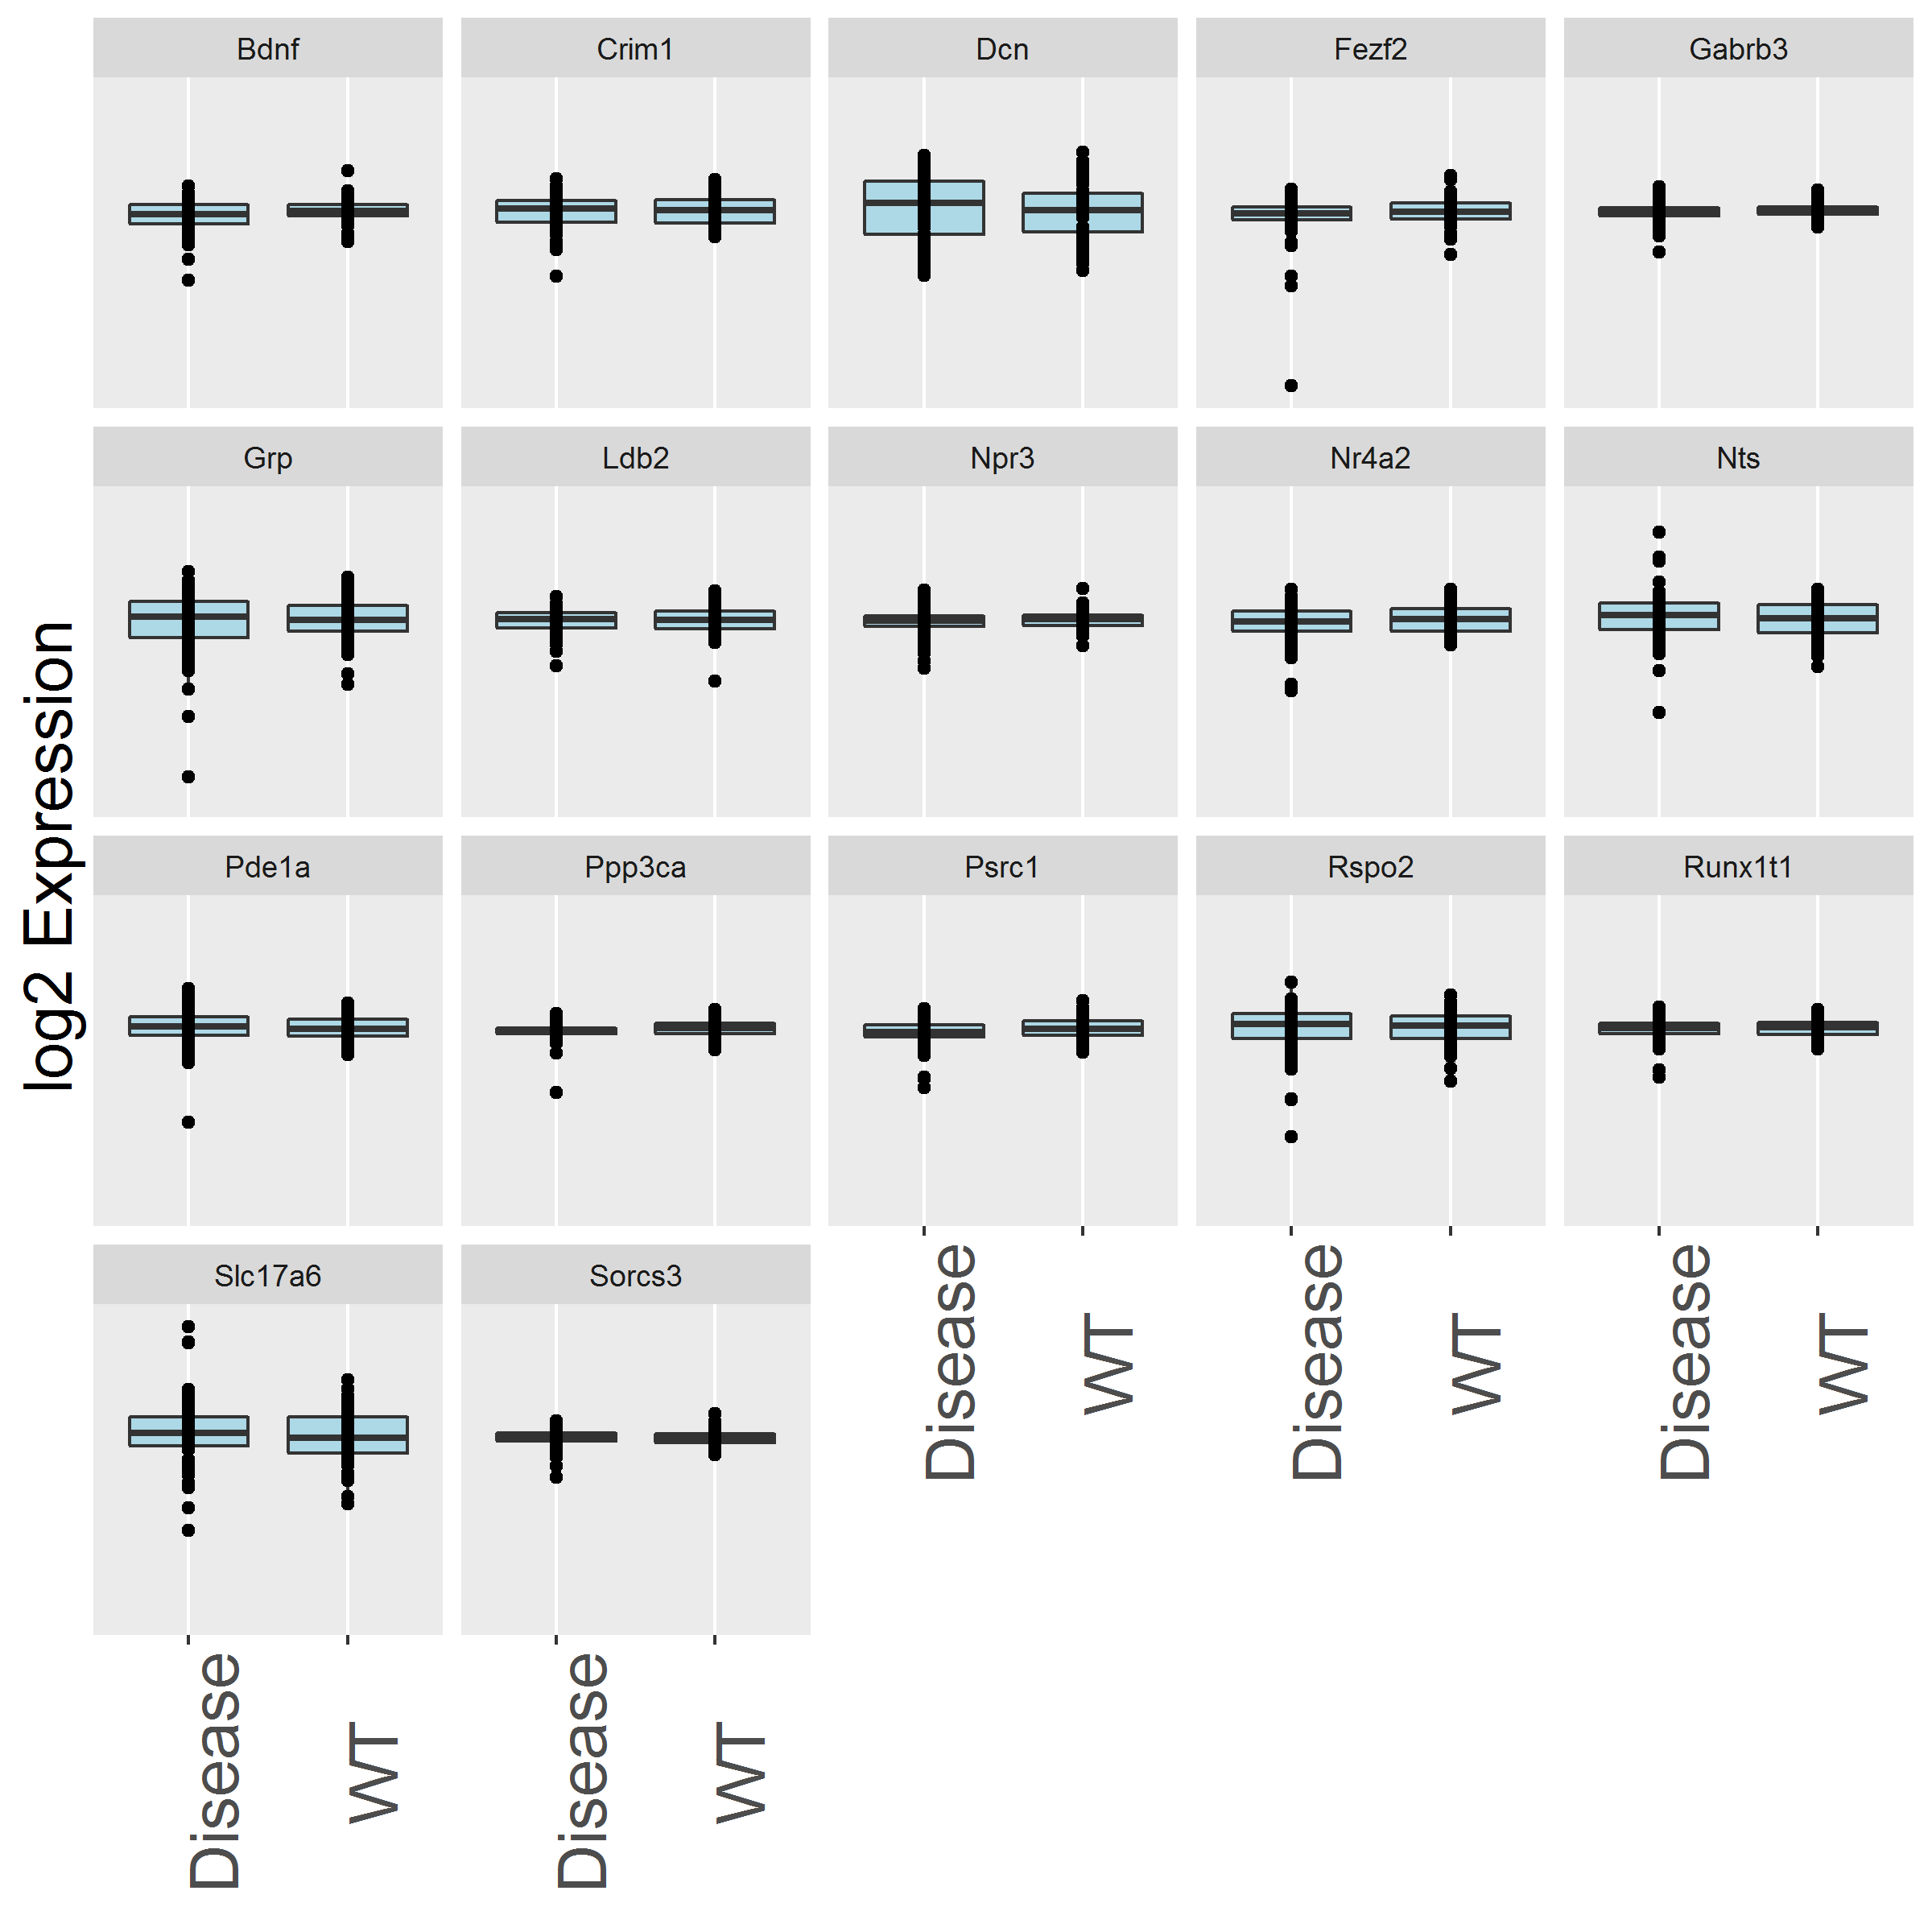 Bdnf
Crim1
Dcn
Fezf2
Gabrb3
Grp
Ldb2
Npr3
Nr4a2
Nts
log2 Expression
Pde1a
Ppp3ca
Psrc1
Rspo2
Runx1t1
Slc17a6
Sorcs3
Disease
WT
Disease
WT
Disease
WT
Disease
WT
Disease
WT